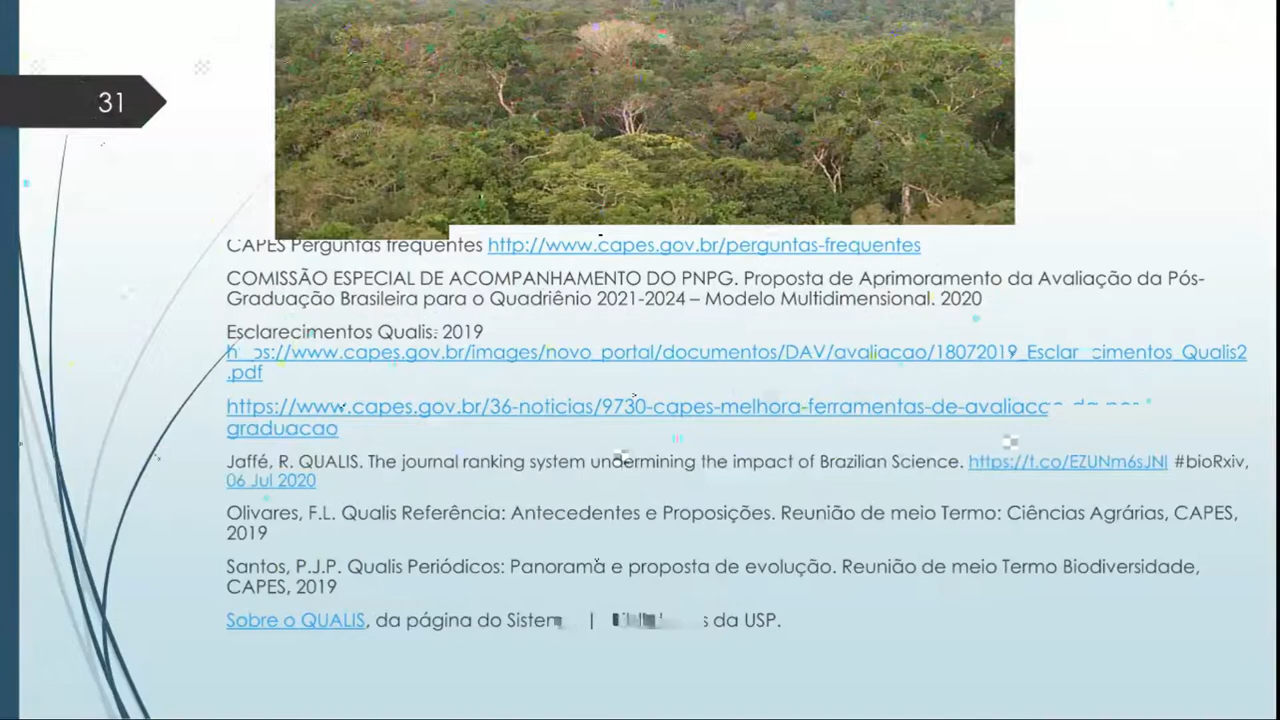 31
CAPES Perguntas frequentes http://www.capes.gov.br/perguntas-frequentes
COMISSÃO ESPECIAL DE ACOMPANHAMENTO DO PNPG. Proposta de Aprimoramento da Avaliação da Pós-
Graduação Brasileira para o Quadriênio 2021-2024 – Modelo Multidimensional. 2020
Esclarecimentos Qualis. 2019
.pdf
graduacao
Jaffé, R. QUALIS. The journal ranking system undermining the impact of Brazilian Science. https://t.co/EZUNm6sJNI #bioRxiv,
06 Jul 2020
Olivares, F.L. Qualis Referência: Antecedentes e Proposições. Reunião de meio Termo: Ciências Agrárias, CAPES,
2019
Santos, P.J.P. Qualis Periódicos: Panorama e proposta de evolução. Reunião de meio Termo Biodiversidade,
CAPES, 2019
Sobre o QUALIS, da página do da USP.